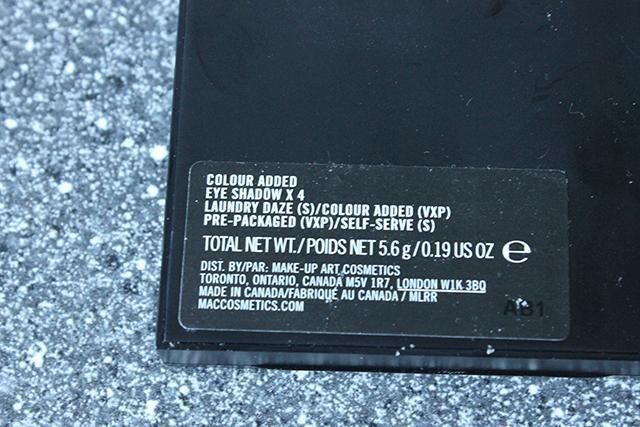 COLOUR ADDED
EYE SHADOW X 4
LAUNDRY DAZE (S)/COLOUR ADDED (VXP)
PRE-PACKAGED (VXP)/SELF-SERVE (S)
TOTAL NET WT./POIDS NET 5.6 g/0.19 US OZ ℮
DIST. BY/PAR: MAKE-UP ART COSMETICS
TORONTO, ONTARIO, CANADA M5V 1R7, LONDON W1K 3BQ
MADE IN CANADA/FABRIQUÉ AU CANADA / MLRR
MACCOSMETICS.COM
AB1